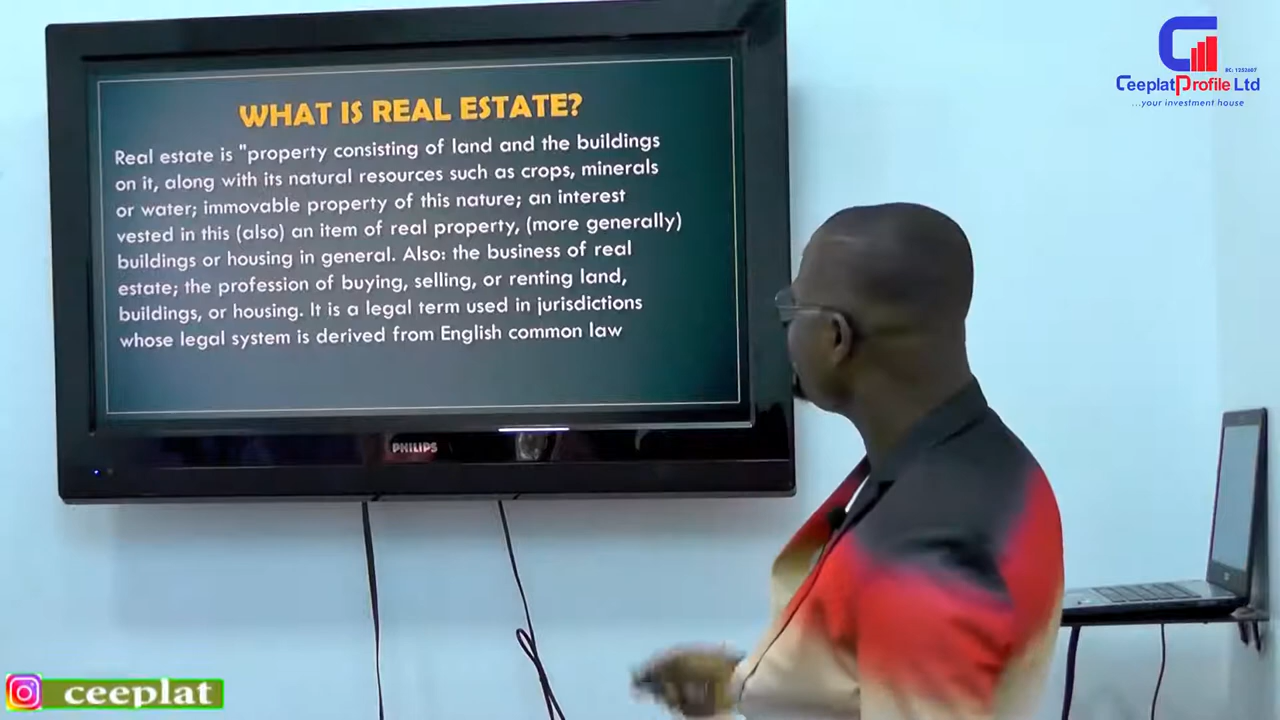 WHAT IS REAL ESTATE?
Real estate is "property consisting of land and the buildings
on it, along with its natural resources such as crops, minerals
or water; immovable property of this nature; an interest
vested in this (also) an item of real property, (more generally)
buildings or housing in general. Also: the business of real
estate; the profession of buying, selling, or renting land,
buildings, or housing. It is a legal term used in jurisdictions
whose legal system is derived from English common law
PHILIPS
RC: 1252607
CeeplatProfile Ltd
...your investment house
ceeplat